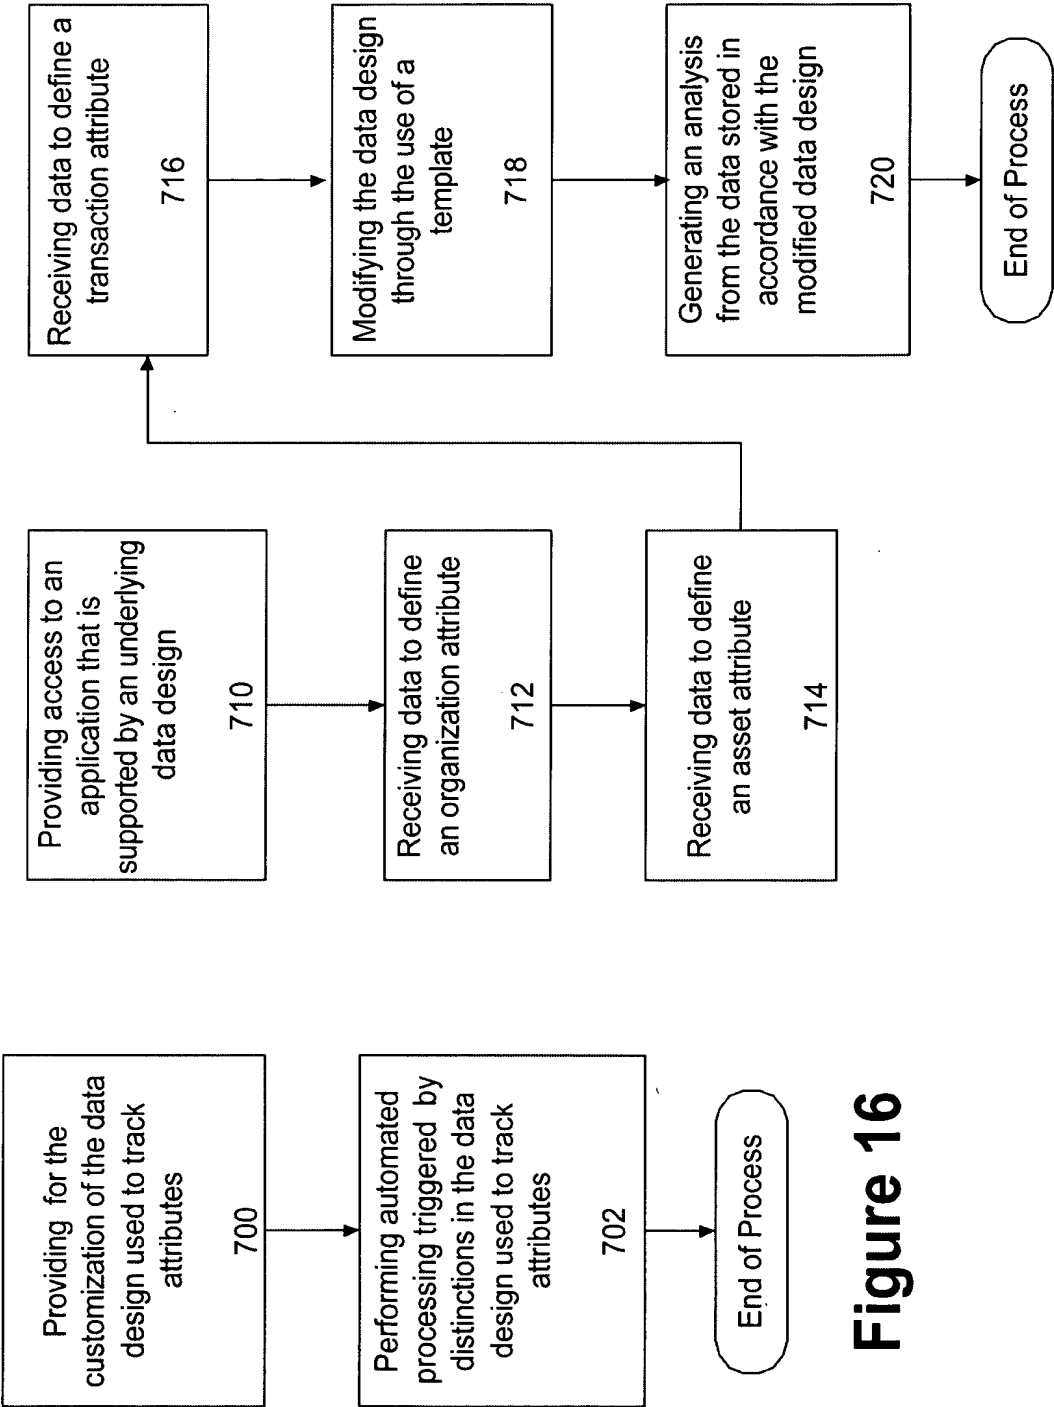 Providing for the
customization of the data
design used to track
attributes
700
Performing automated
processing triggered by
distinctions in the data
design used to track
attributes
702
End of Process
Providing access to an
application that is
supported by an underlying
data design
710
Receiving data to define
an organization attribute
712
Receiving data to define
an asset attribute
714
Receiving data to define a
transaction attribute
716
Modifying the data design
through the use of a
template
718
Generating an analysis
from the data stored in
accordance with the
modified data design
720
End of Process
Figure 16